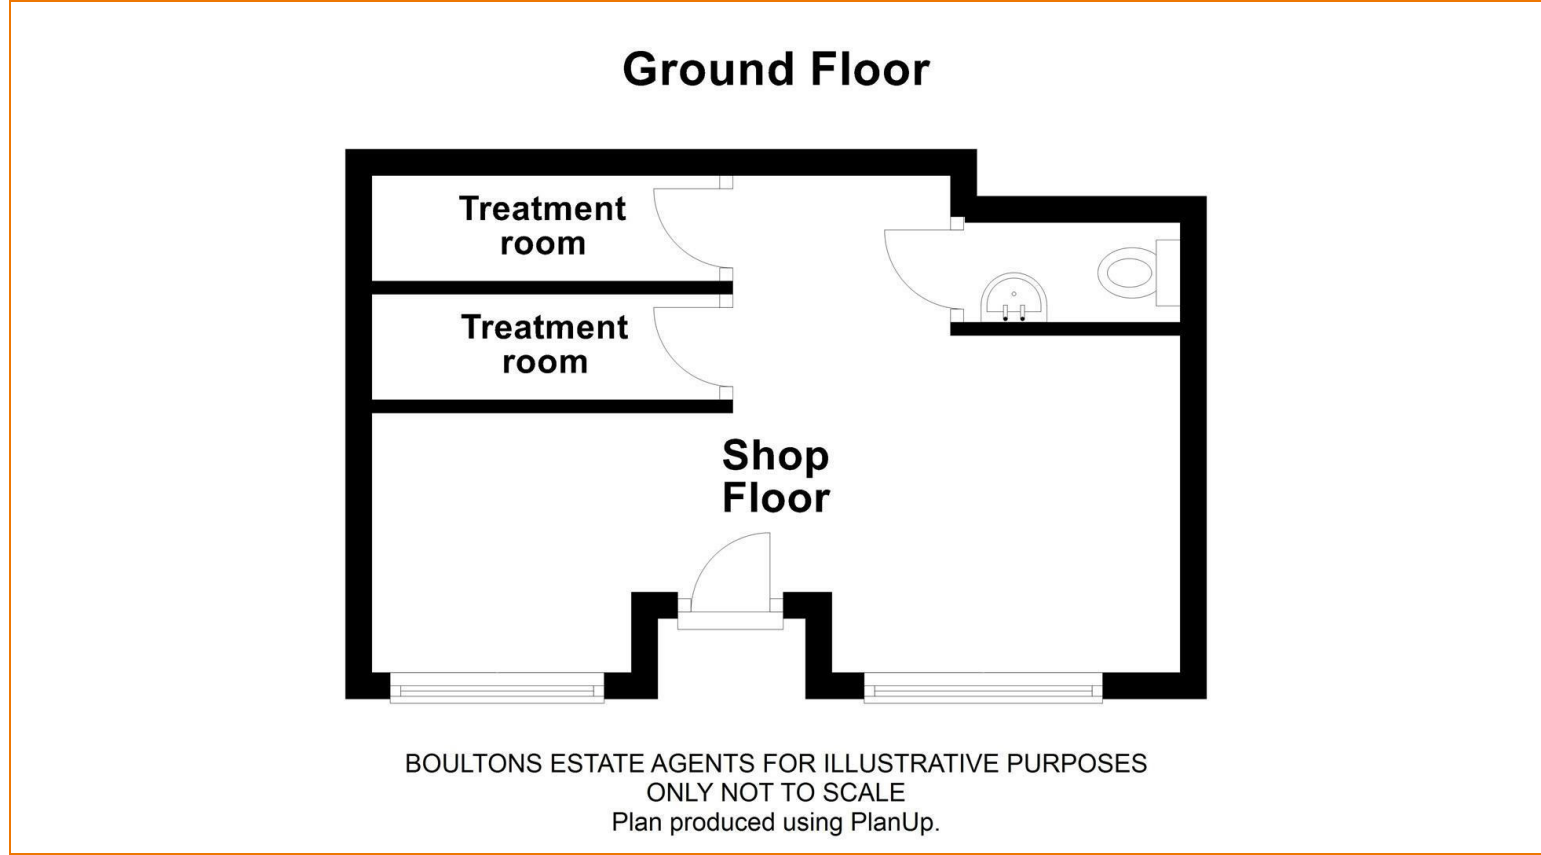 Ground Floor
Treatment
room
Treatment
room
Shop
Floor
BOULTONS ESTATE AGENTS FOR ILLUSTRATIVE PURPOSES
ONLY NOT TO SCALE
Plan produced using PlanUp.